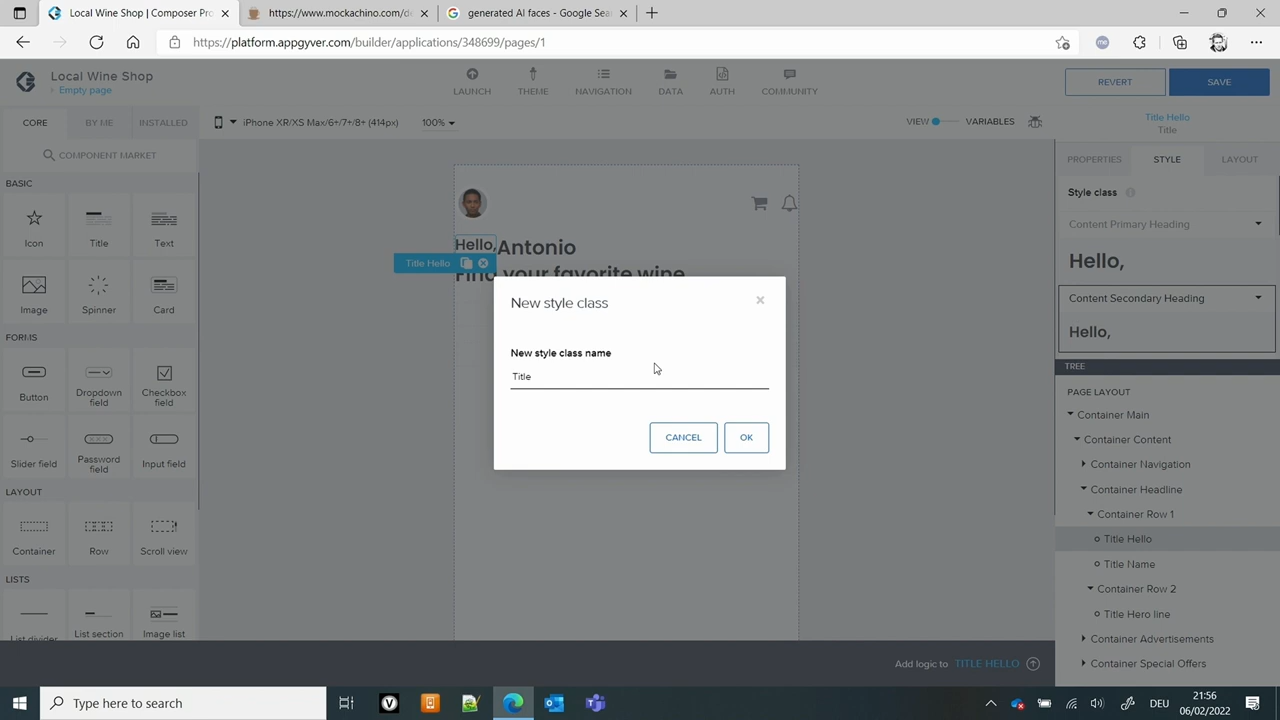 Local Wine Shop | Composer Pro
https://www.mockachino.com/de
generated AI faces - Google Sea
https://platform.appgyver.com/builder/applications/348699/pages/1
Local Wine Shop
Empty page
LAUNCH
THEME
NAVIGATION
DATA
AUTH
COMMUNITY
REVERT
SAVE
CORE
BY ME
INSTALLED
iPhone XR/XS Max/6+/7+/8+ (414px)
100%
VIEW
VARIABLES
Title Hello
Title
COMPONENT MARKET
PROPERTIES
STYLE
LAYOUT
BASIC
Icon
Title
Text
Image
Spinner
Card
FORMS
Button
Dropdown field
Checkbox field
Slider field
Password field
Input field
LAYOUT
Container
Row
Scroll view
LISTS
List divider
List section
Image list
Hello, Antonio
Title Hello
Find your favorite wine
New style class
New style class name
Title
CANCEL
OK
Style class
Content Primary Heading
Hello,
Content Secondary Heading
Hello,
TREE
PAGE LAYOUT
Container Main
Container Content
Container Navigation
Container Headline
Container Row 1
Title Hello
Title Name
Container Row 2
Title Hero line
Container Advertisements
Container Special Offers
Add logic to TITLE HELLO
Type here to search
DEU
21:56
06/02/2022